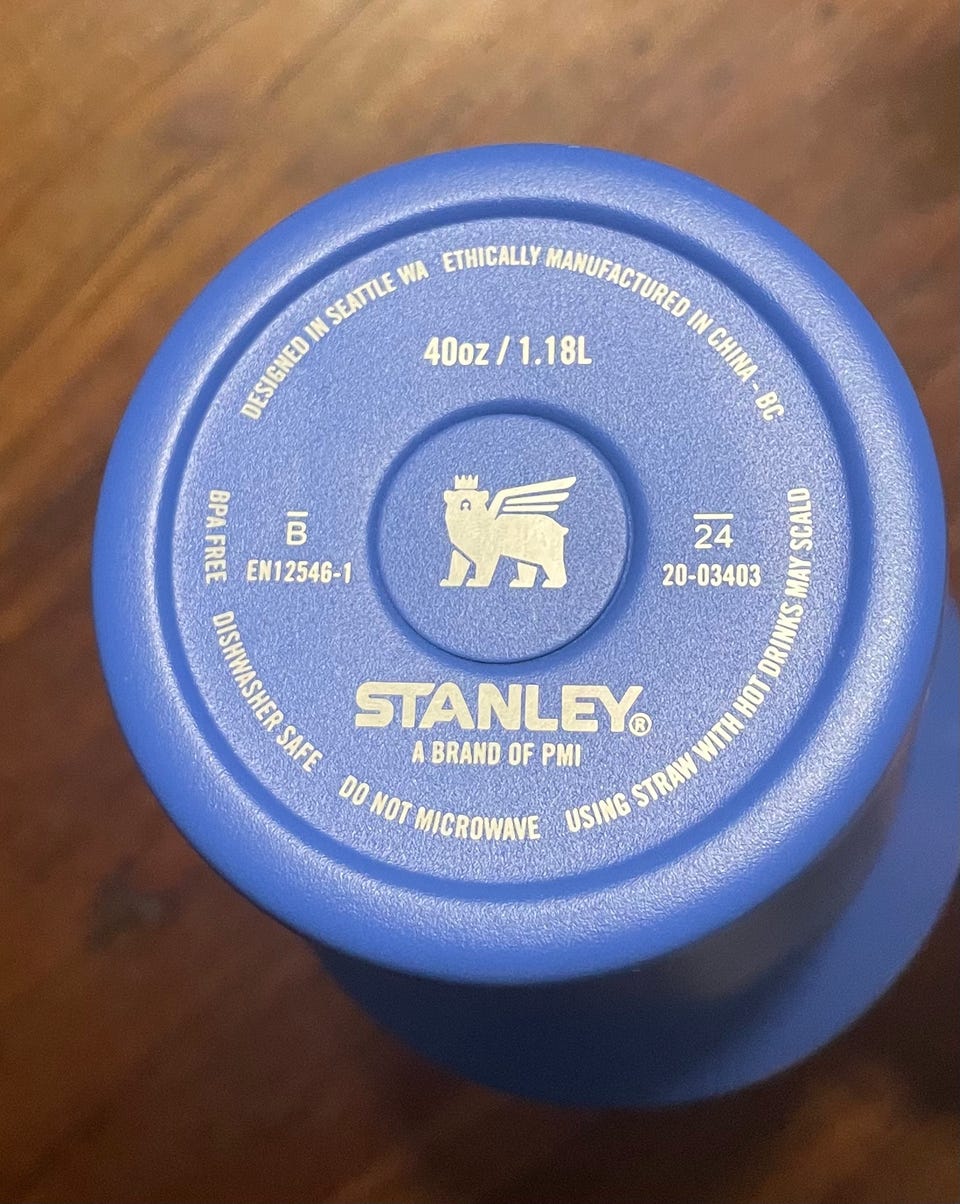 DESIGNED IN SEATTLE WA
ETHICALLY MANUFACTURED IN CHINA - BC
40oz / 1.18L
B
EN12546-1
24
20-03403
STANLEY®
A BRAND OF PMI
BPA FREE
DISHWASHER SAFE
DO NOT MICROWAVE
USING STRAW WITH HOT DRINKS MAY SCALD